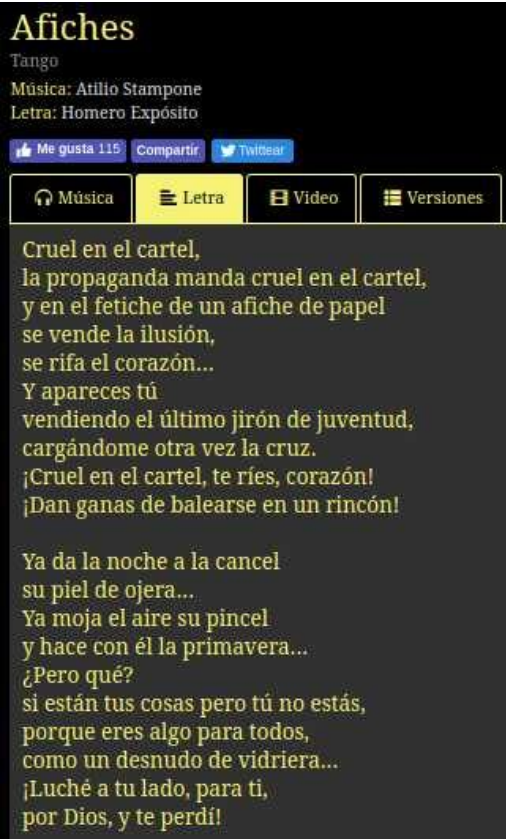 Afiches
Tango
Música: Atilio Stampone
Letra: Homero Expósito
Me gusta 115 Compartir Twittear
Música Letra Video Versiones
Cruel en el cartel,
la propaganda manda cruel en el cartel,
y en el fetiche de un afiche de papel
se vende la ilusión,
se rifa el corazón...
Y apareces tú
vendiendo el último jirón de juventud,
cargándome otra vez la cruz.
¡Cruel en el cartel, te ríes, corazón!
¡Dan ganas de balearse en un rincón!

Ya da la noche a la cancel
su piel de ojera...
Ya moja el aire su pincel
y hace con él la primavera...
¿Pero qué?
si están tus cosas pero tú no estás,
porque eres algo para todos,
como un desnudo de vidriera...
¡Luché a tu lado, para ti,
por Dios, y te perdí!